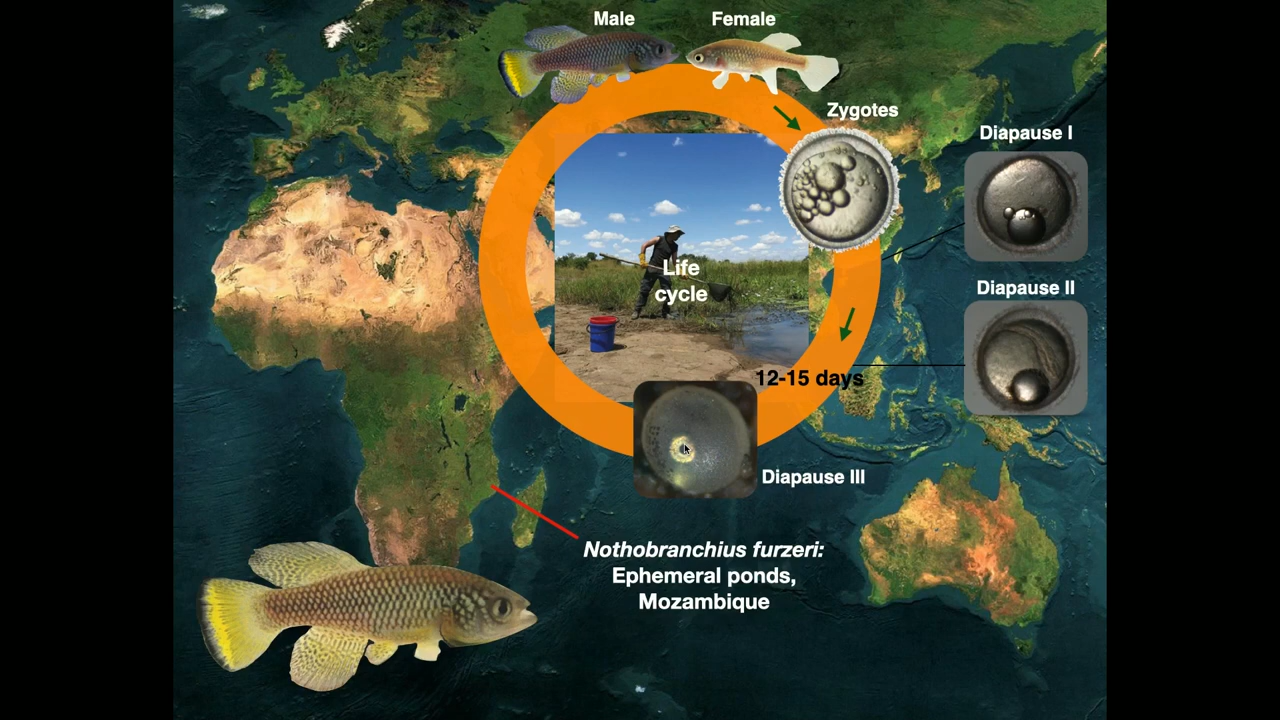 Male
Female
Zygotes
Diapause I
Life
cycle
Diapause II
12-15 days
Diapause III
Nothobranchius furzeri:
Ephemeral ponds,
Mozambique